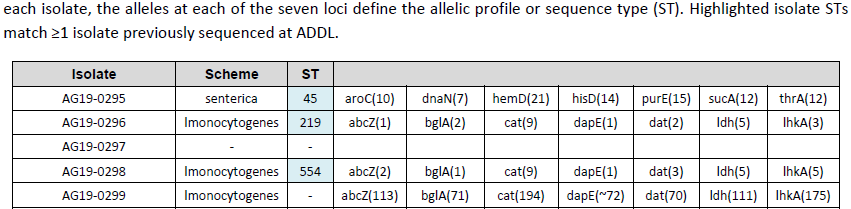 each isolate, the alleles at each of the seven loci define the allelic profile or sequence type (ST). Highlighted isolate STs
match ≥1 isolate previously sequenced at ADDL.
Isolate Scheme ST
AG19-0295 senterica 45 aroC(10) dnaN(7) hemD(21) hisD(14) purE(15) sucA(12) thrA(12)
AG19-0296 lmonocytogenes 219 abcZ(1) bglA(2) cat(9) dapE(1) dat(2) ldh(5) lhkA(3)
AG19-0297 - -
AG19-0298 lmonocytogenes 554 abcZ(2) bglA(1) cat(9) dapE(1) dat(3) ldh(5) lhkA(5)
AG19-0299 lmonocytogenes - abcZ(113) bglA(71) cat(194) dapE(~72) dat(70) ldh(111) lhkA(175)